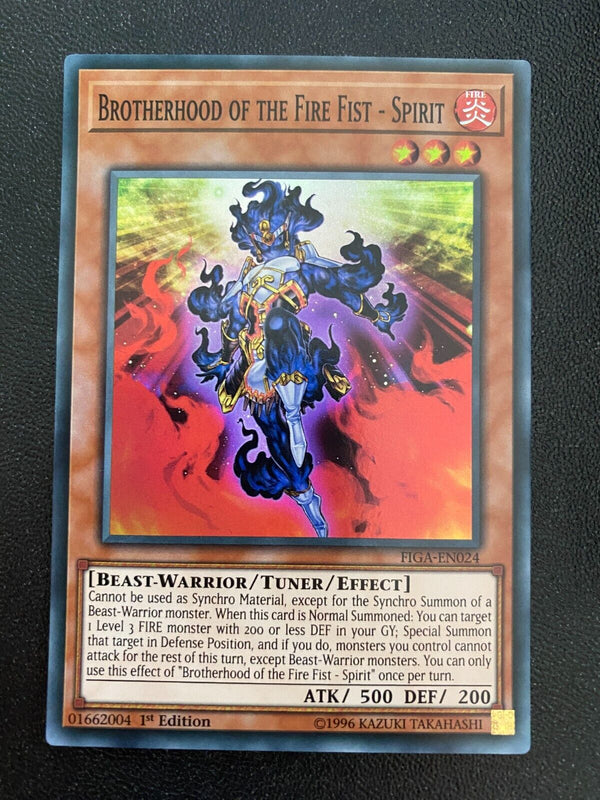 BROTHERHOOD OF THE FIRE FIST - SPIRIT
FIRE
炎
FIGA-EN024
[BEAST-WARRIOR/TUNER/EFFECT]
Cannot be used as Synchro Material, except for the Synchro Summon of a
Beast-Warrior monster. When this card is Normal Summoned: You can target
1 Level 3 FIRE monster with 200 or less DEF in your GY; Special Summon
that target in Defense Position, and if you do, monsters you control cannot
attack for the rest of this turn, except Beast-Warrior monsters. You can only
use this effect of "Brotherhood of the Fire Fist - Spirit" once per turn.
ATK/ 500 DEF/ 200
01662004 1st Edition ©1996 KAZUKI TAKAHASHI